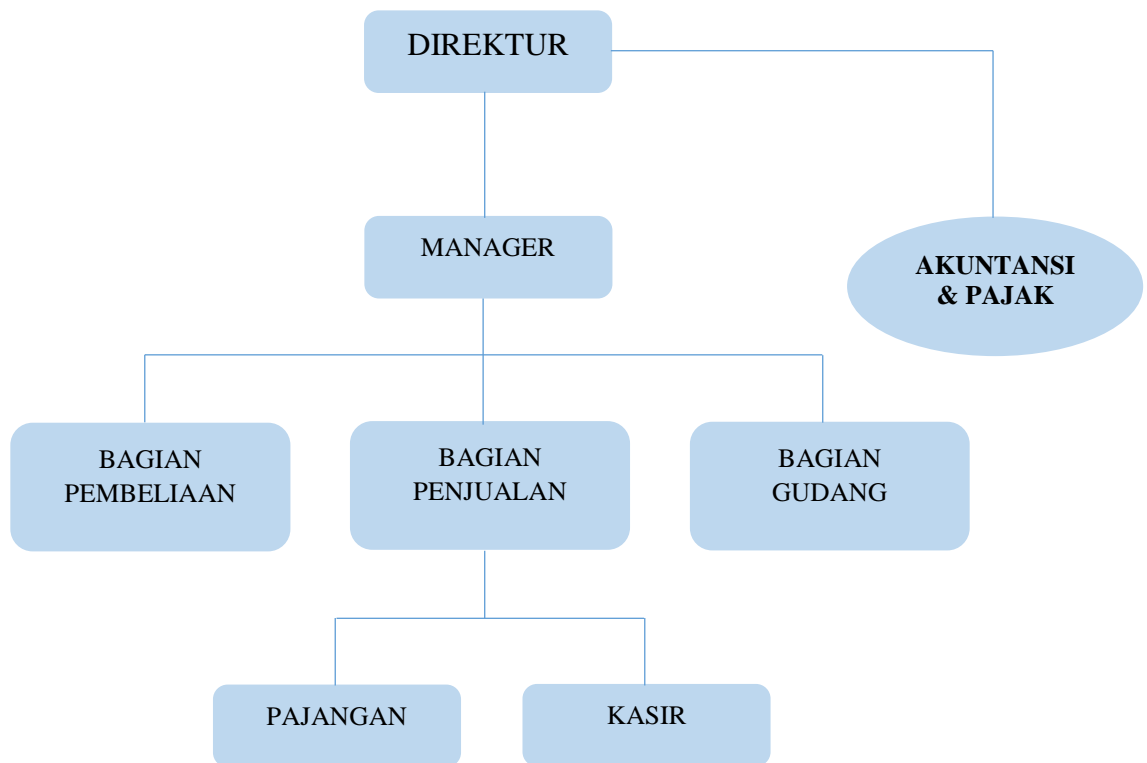 DIREKTUR
MANAGER
AKUNTANSI
& PAJAK
BAGIAN
PEMBELIAAN
BAGIAN
PENJUALAN
BAGIAN
GUDANG
PAJANGAN
KASIR